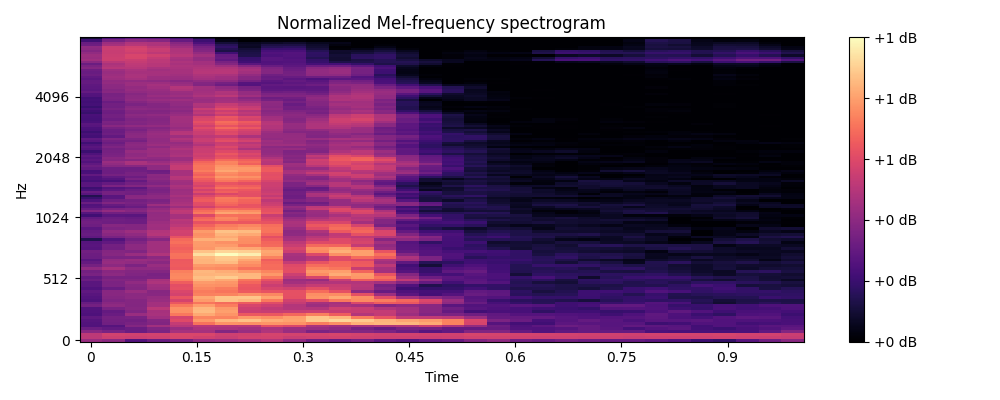 Normalized Mel-frequency spectrogram
Hz
4096
2048
1024
512
0
0 0.15 0.3 0.45 0.6 0.75 0.9
Time
+1 dB
+1 dB
+1 dB
+0 dB
+0 dB
+0 dB